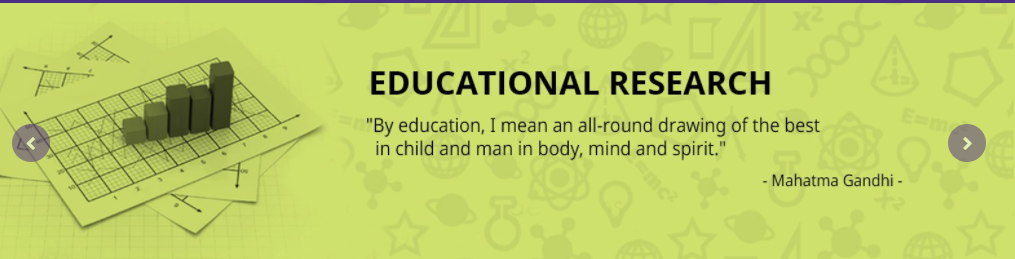 EDUCATIONAL RESEARCH
"By education, I mean an all-round drawing of the best
in child and man in body, mind and spirit."
- Mahatma Gandhi -